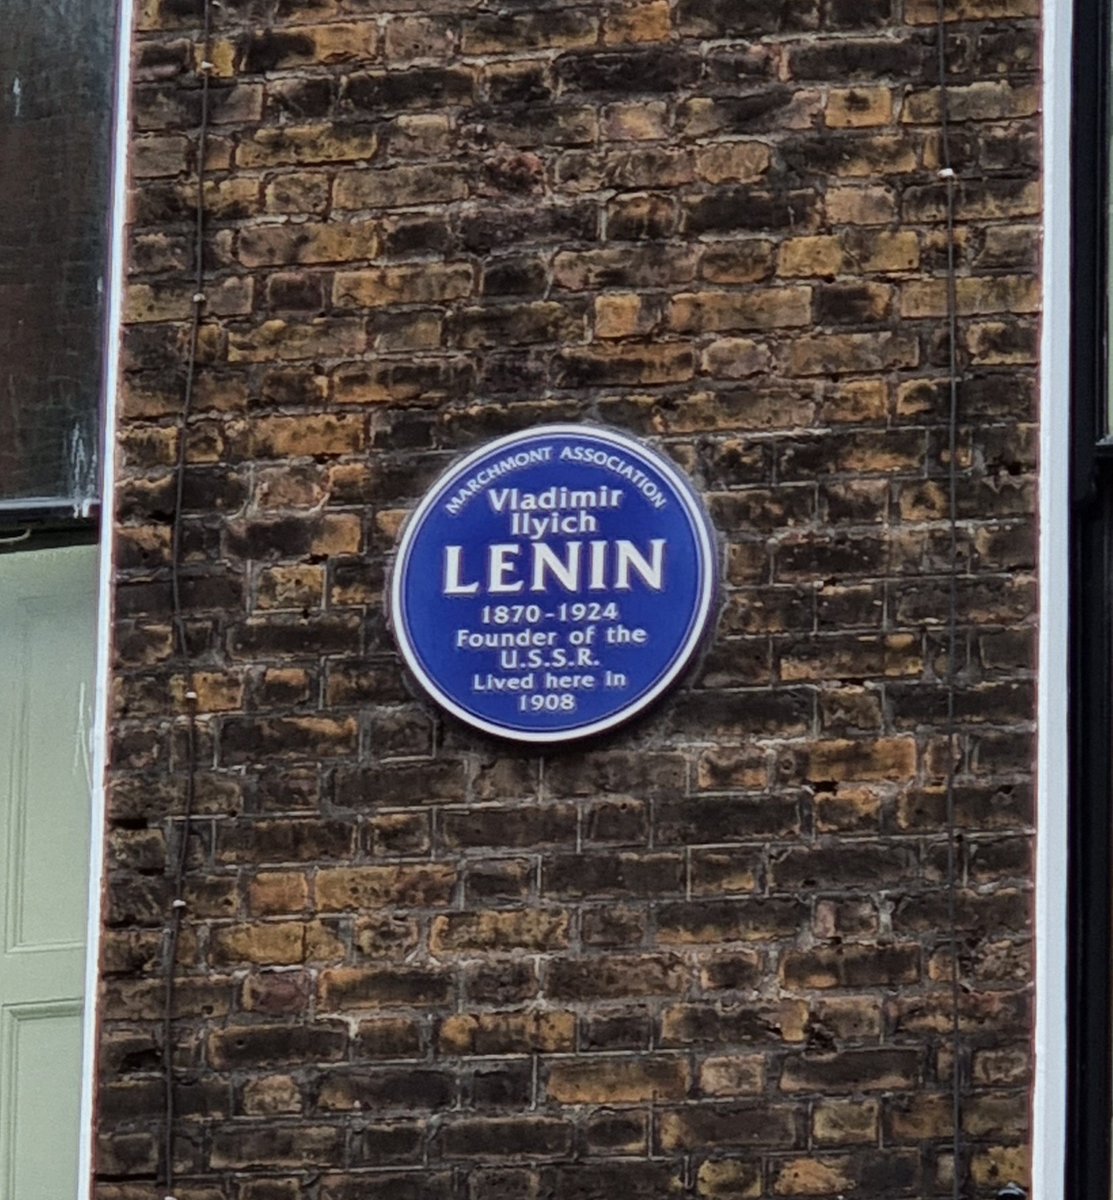 MARCHMONT ASSOCIATION
Vladimir
Ilyich
LENIN
1870-1924
Founder of the
U.S.S.R.
Lived here in
1908